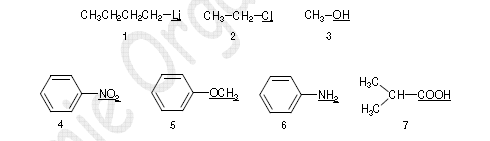 CH₃CH₂CH₂CH₂–Li CH₃–CH₂–Cl CH₃–OH
1 2 3
NO₂ OCH₃ NH₂ H₃C H₃C CH–COOH
4 5 6 7